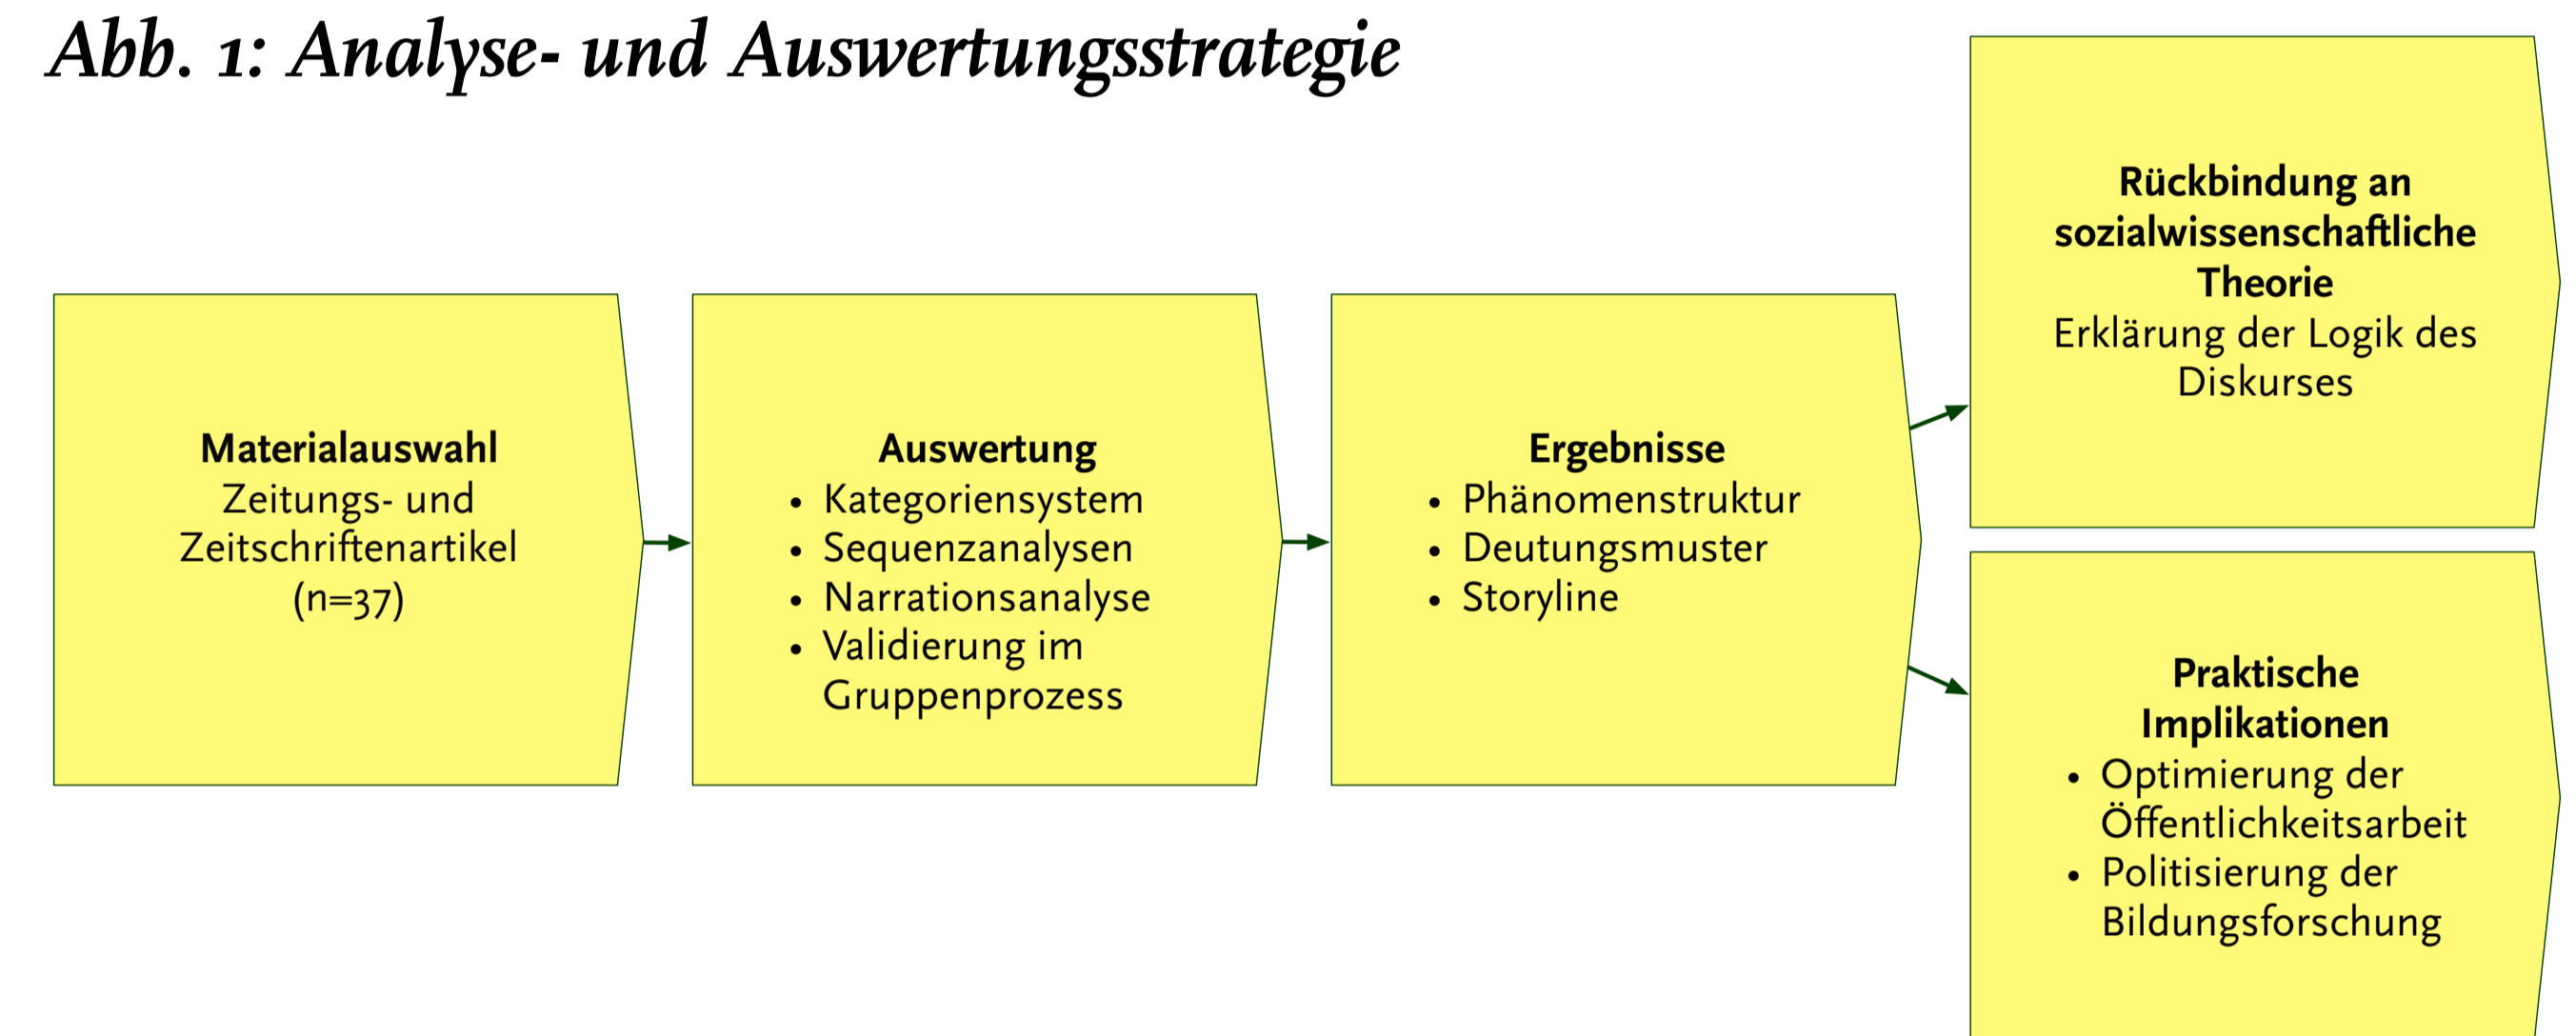 Abb. 1: Analyse- und Auswertungsstrategie
Materialauswahl
Zeitungs- und
Zeitschriftenartikel
(n=37)
Auswertung
• Kategoriensystem
• Sequenzanalysen
• Narrationsanalyse
• Validierung im
Gruppenprozess
Ergebnisse
• Phänomenstruktur
• Deutungsmuster
• Storyline
Rückbindung an
sozialwissenschaftliche
Theorie
Erklärung der Logik des
Diskurses
Praktische
Implikationen
• Optimierung der
Öffentlichkeitsarbeit
• Politisierung der
Bildungsforschung